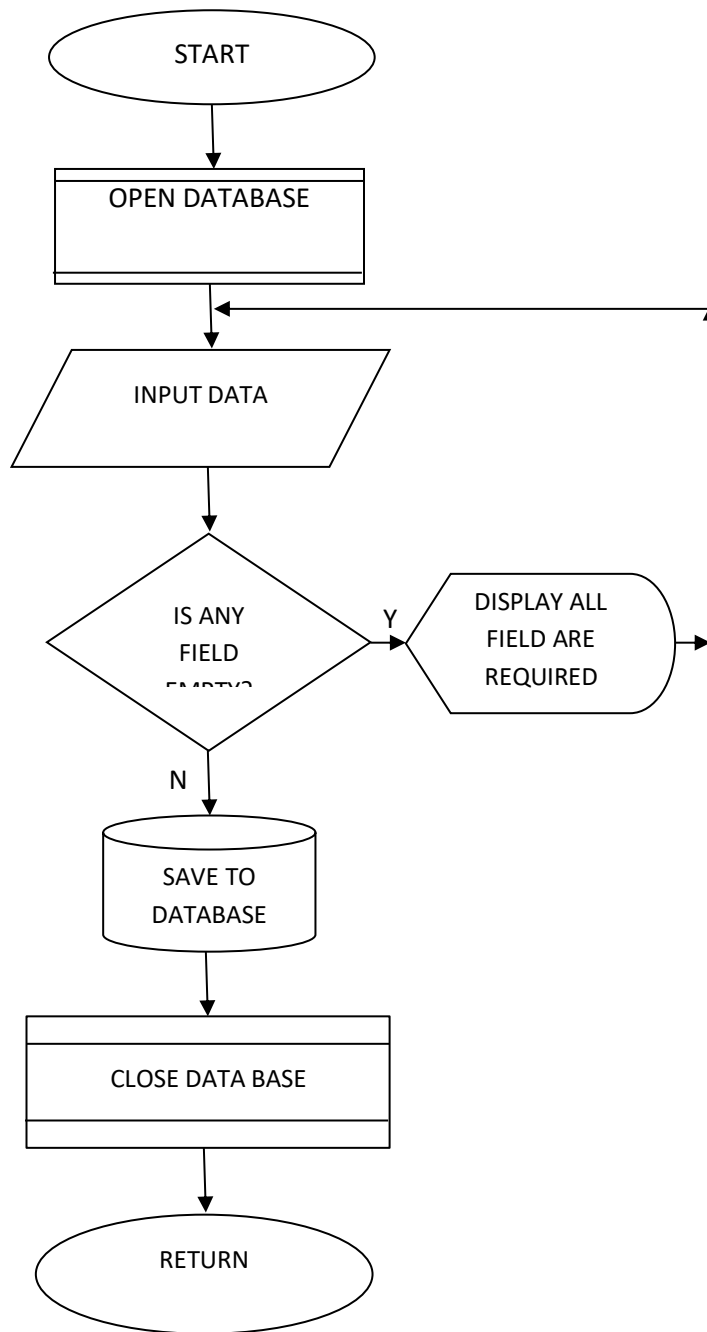 START
OPEN DATABASE
INPUT DATA
IS ANY
FIELD
Y
DISPLAY ALL
FIELD ARE
REQUIRED
N
SAVE TO
DATABASE
CLOSE DATA BASE
RETURN